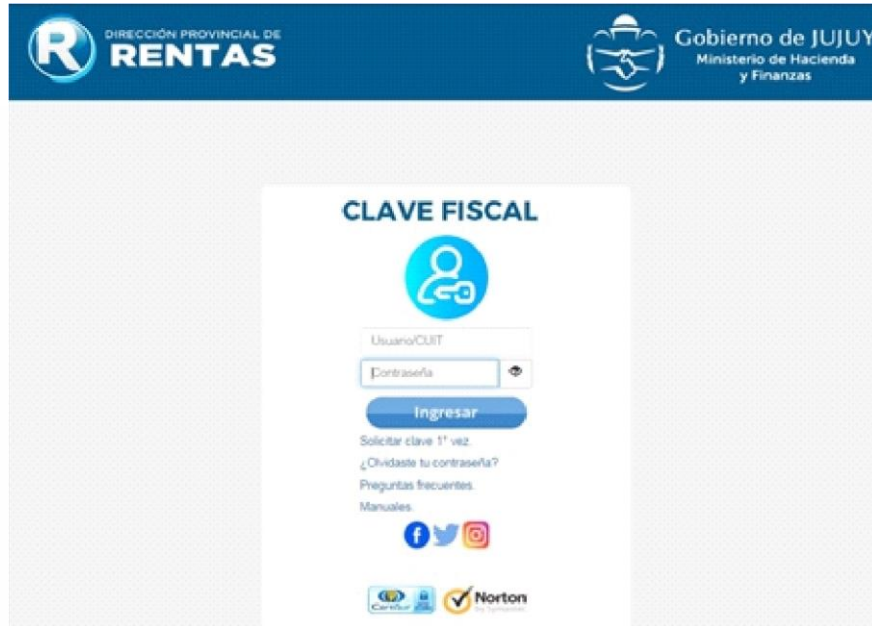 DIRECCIÓN PROVINCIAL DE
RENTAS
Gobierno de JUJUY
Ministerio de Hacienda
y Finanzas
CLAVE FISCAL
Usuario/CUIT
Contraseña
Ingresar
Solicitar clave 1° vez.
¿Olvidaste tu contraseña?
Preguntas frecuentes.
Manuales.
Norton